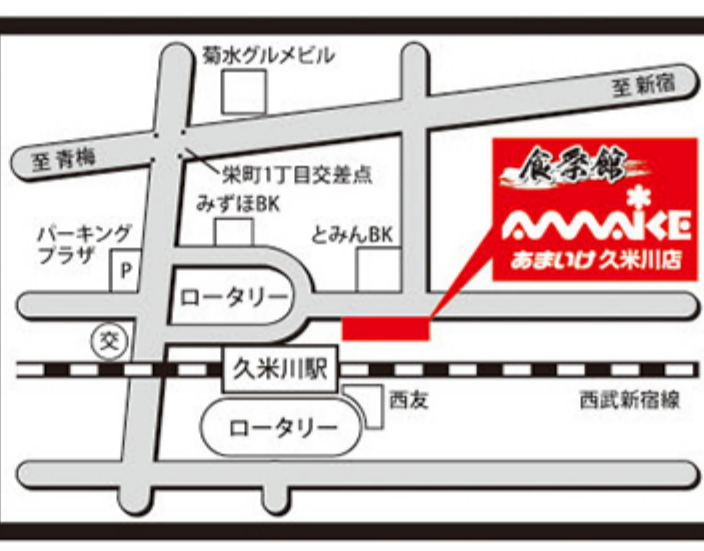 菊水グルメビル
至 新宿
至 青梅
栄町1丁目交差点
みずほBK
とみんBK
パーキング
プラザ
P
ロータリー
食祭館
AMAIKE
あまいけ 久米川店
交
久米川駅
西友
西武新宿線
ロータリー